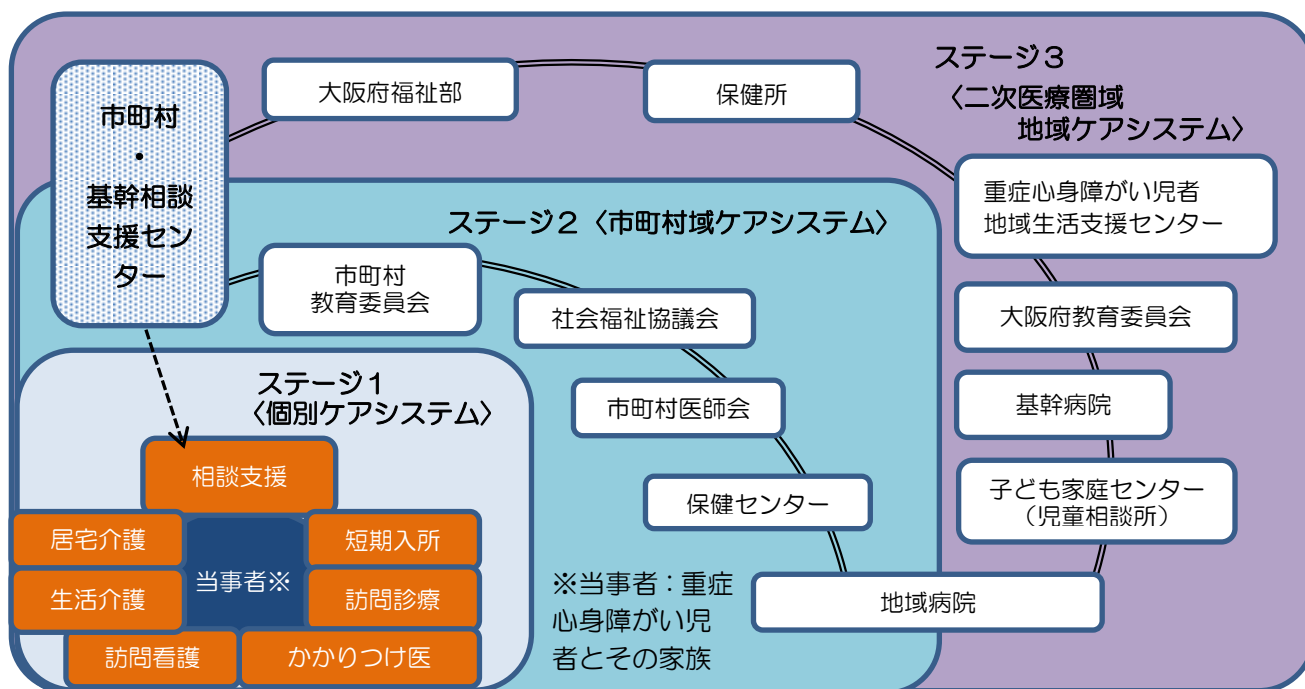 ステージ3
〈二次医療圏域
地域ケアシステム〉
大阪府福祉部
保健所
市町村
・
基幹相談
支援セン
ター
重症心身障がい児者
地域生活支援センター
大阪府教育委員会
基幹病院
子ども家庭センター
（児童相談所）
地域病院
ステージ2〈市町村域ケアシステム〉
市町村
教育委員会
社会福祉協議会
市町村医師会
保健センター
ステージ1
〈個別ケアシステム〉
相談支援
居宅介護
短期入所
当事者※
生活介護
訪問診療
訪問看護
かかりつけ医
※当事者：重症
心身障がい児
者とその家族